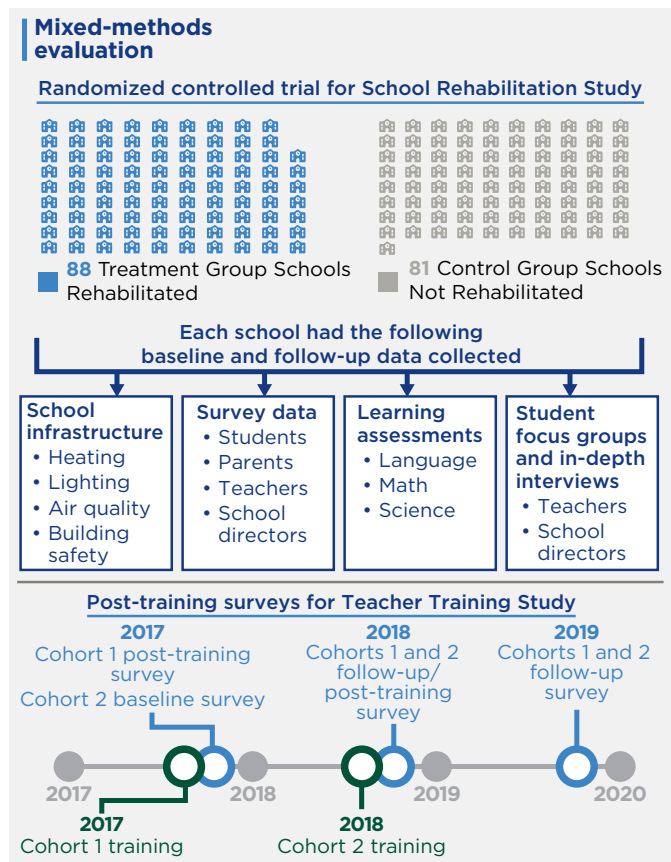 Mixed-methods
evaluation
Randomized controlled trial for School Rehabilitation Study
88 Treatment Group Schools
Rehabilitated
81 Control Group Schools
Not Rehabilitated
Each school had the following
baseline and follow-up data collected
School
infrastructure
• Heating
• Lighting
• Air quality
• Building
safety
Survey data
• Students
• Parents
• Teachers
• School
directors
Learning
assessments
• Language
• Math
• Science
Student
focus groups
and in-depth
interviews
• Teachers
• School
directors
Post-training surveys for Teacher Training Study
2017
Cohort 1 post-training
survey
Cohort 2 baseline survey
2018
Cohorts 1 and 2
follow-up/
post-training
survey
2019
Cohorts 1 and 2
follow-up
survey
2017
2018
2019
2020
2017
Cohort 1 training
2018
Cohort 2 training